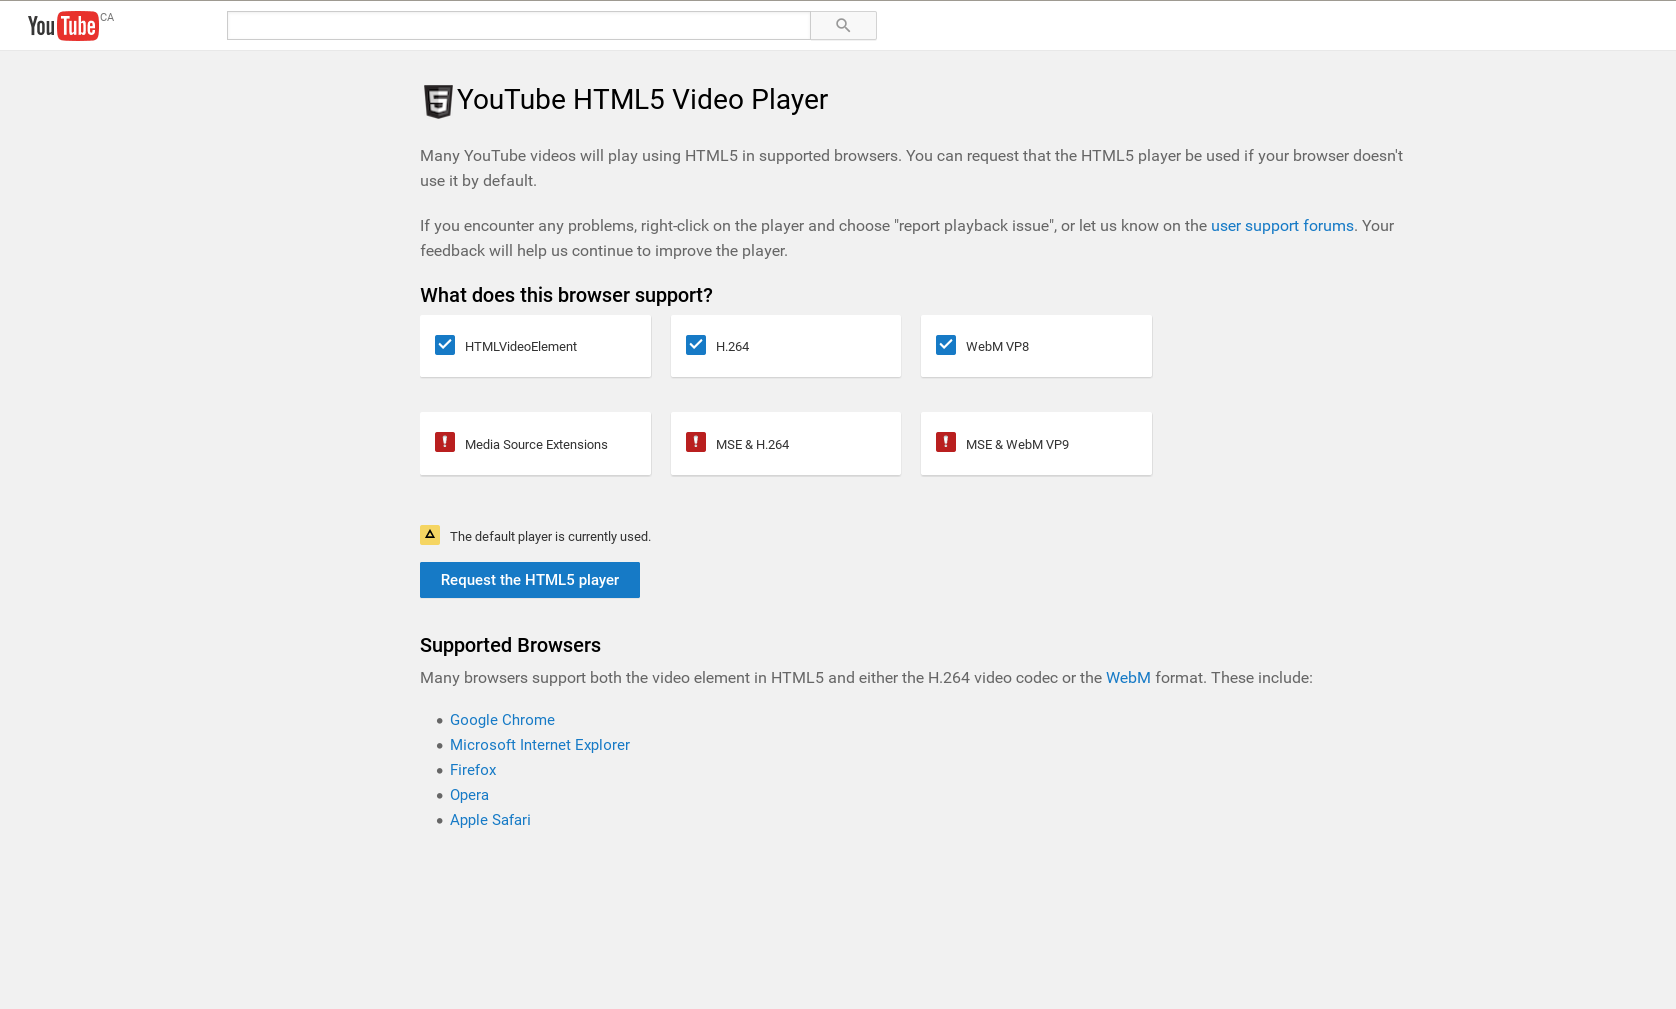 YouTube CA
YouTube HTML5 Video Player
Many YouTube videos will play using HTML5 in supported browsers. You can request that the HTML5 player be used if your browser doesn't
use it by default.
If you encounter any problems, right-click on the player and choose "report playback issue", or let us know on the user support forums. Your
feedback will help us continue to improve the player.
What does this browser support?
HTMLVideoElement
H.264
WebM VP8
Media Source Extensions
MSE & H.264
MSE & WebM VP9
The default player is currently used.
Request the HTML5 player
Supported Browsers
Many browsers support both the video element in HTML5 and either the H.264 video codec or the WebM format. These include:
• Google Chrome
• Microsoft Internet Explorer
• Firefox
• Opera
• Apple Safari